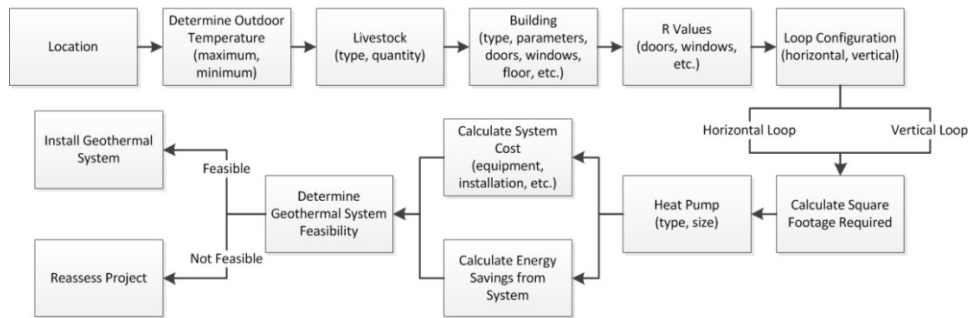 Location
Determine Outdoor
Temperature
(maximum,
minimum)
Livestock
(type, quantity)
Building
(type, parameters,
doors, windows,
floor, etc.)
R Values
(doors, windows,
etc.)
Loop Configuration
(horizontal, vertical)
Horizontal Loop
Vertical Loop
Calculate Square
Footage Required
Heat Pump
(type, size)
Calculate System
Cost
(equipment,
installation, etc.)
Calculate Energy
Savings from
System
Determine
Geothermal System
Feasibility
Feasible
Not Feasible
Install Geothermal
System
Reassess Project